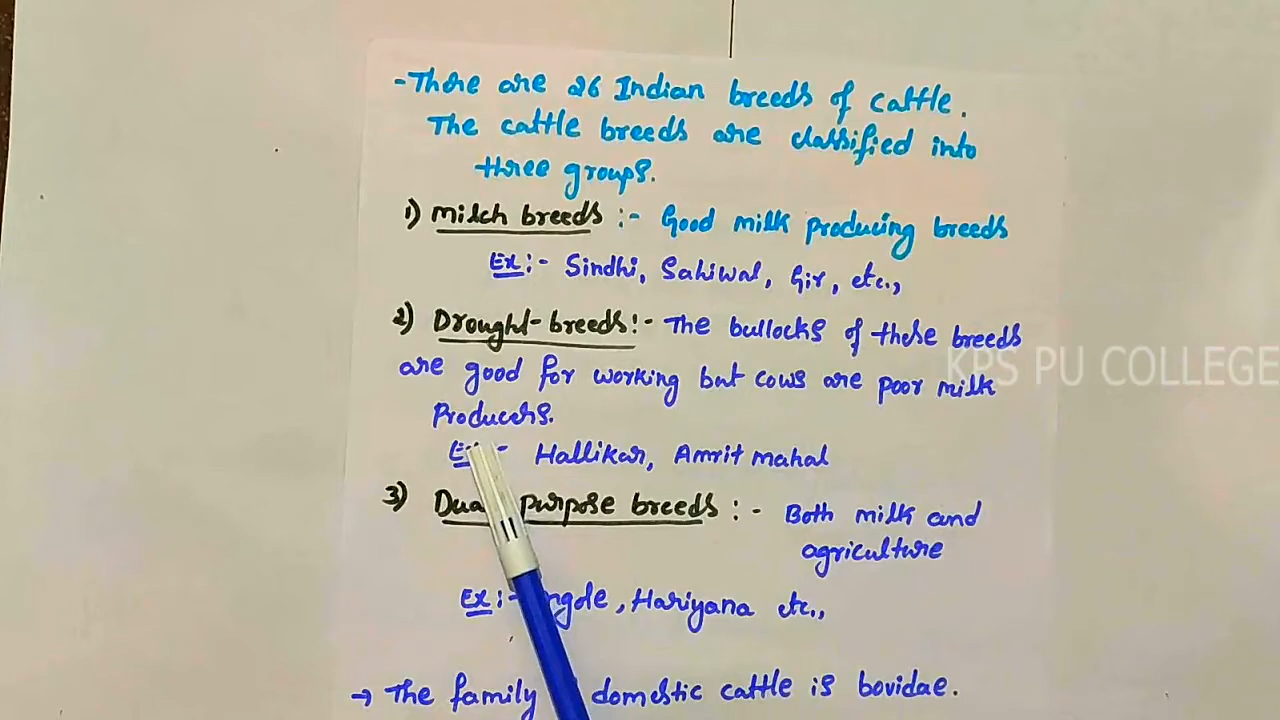 - There are 26 Indian breeds of cattle.
The cattle breeds are classified into
three groups.
1) Milch breeds :- Good milk producing breeds
Ex:- Sindhi, Sahiwal, Gir, etc.,
2) Drought-breeds:- The bullocks of these breeds
are good for working but cows are poor milk
Producers.
Ex:- Hallikar, Amrit mahal
3) purpose breeds :- Both milk and
agriculture
Ex:- Hariyana etc.,
→ The family domestic cattle is bovidae.
KPS PU COLLEGE